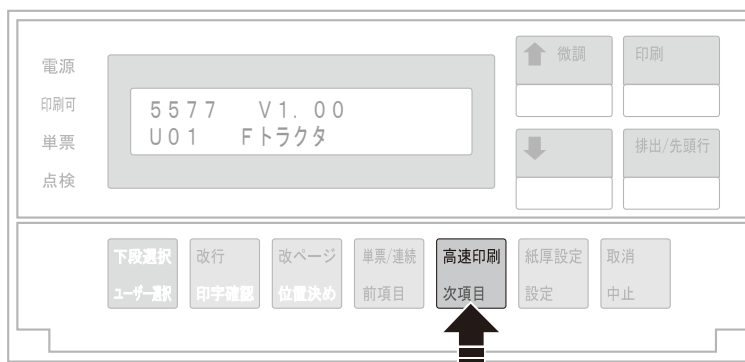 電源
印刷可
単票
点検
5577 V1.00
U01 Fトラクタ
微調
印刷
排出/先頭行
下段選択
ユーザー選択
改行
印字確認
改ページ
位置決め
単票/連続
前項目
高速印刷
次項目
紙厚設定
設定
取消
中止